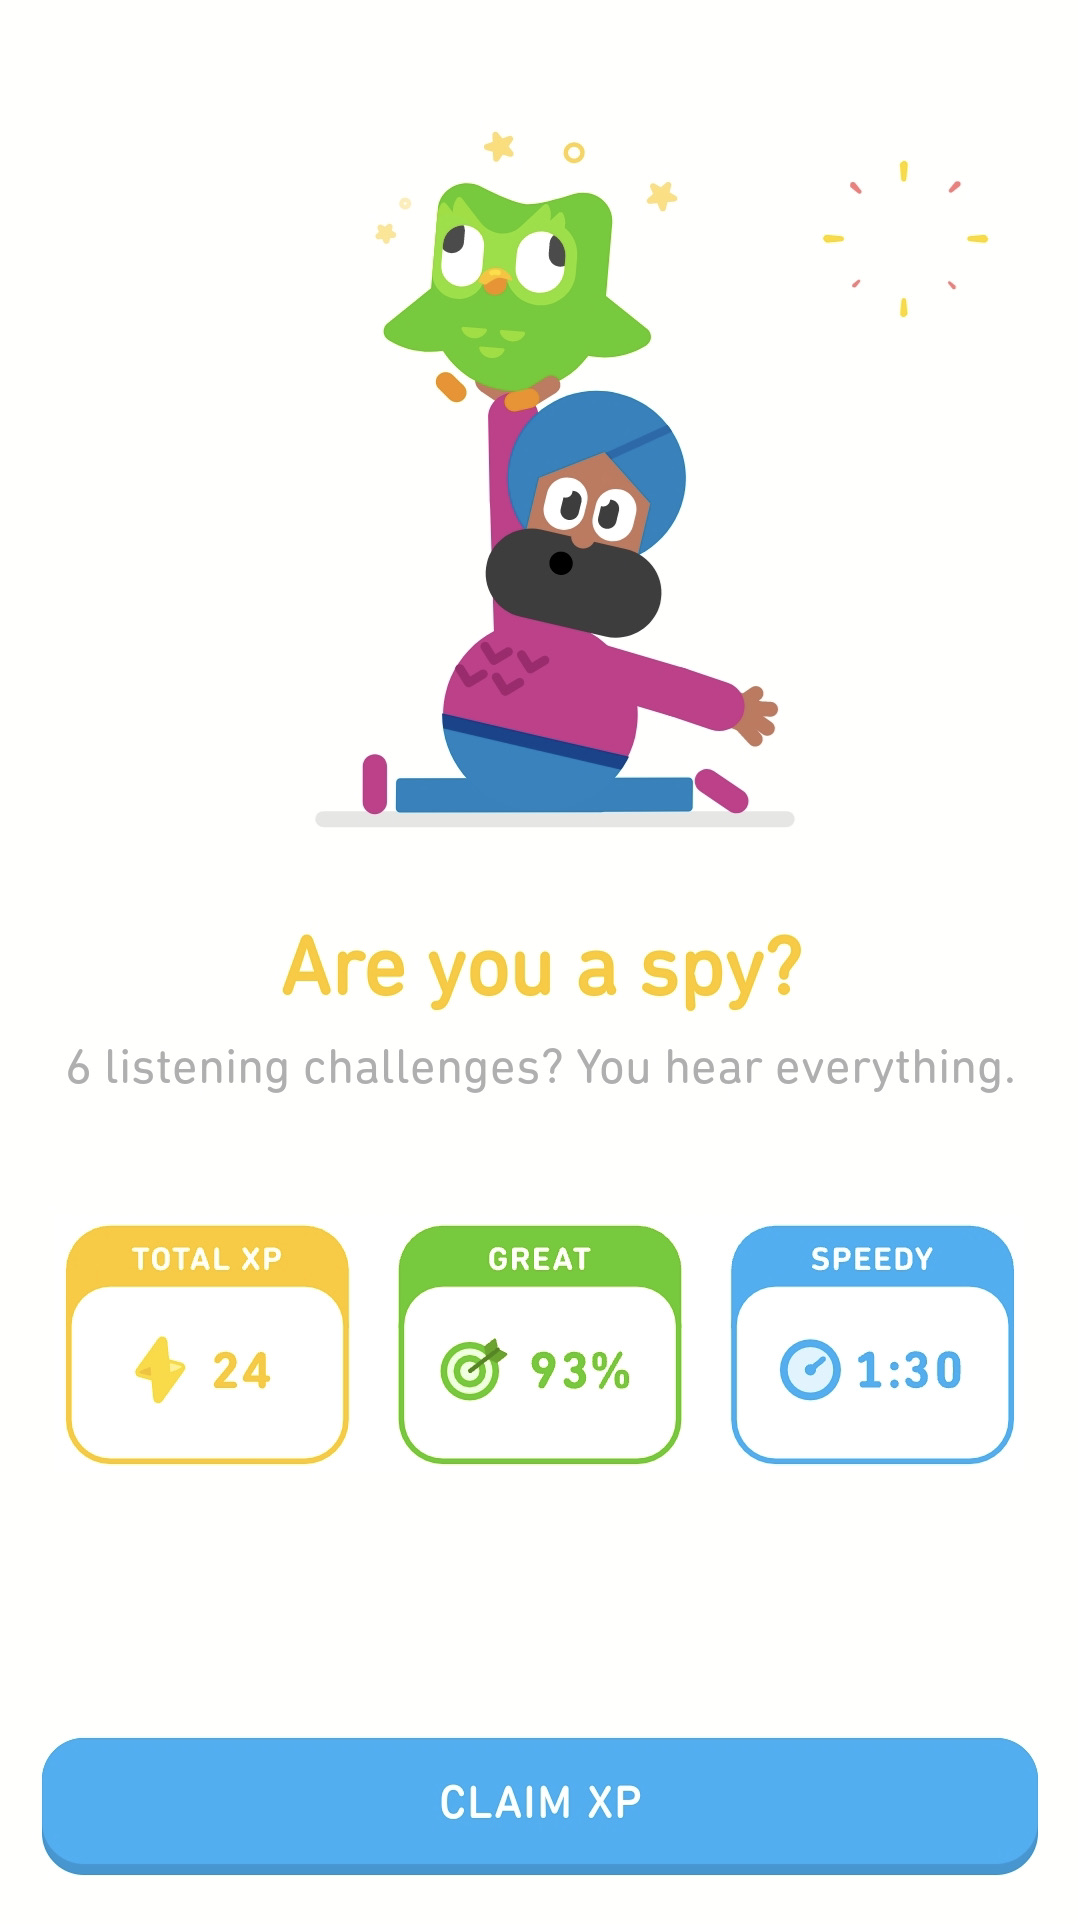 Are you a spy?
6 listening challenges? You hear everything.
TOTAL XP
GREAT
SPEEDY
24
93%
1:30
CLAIM XP